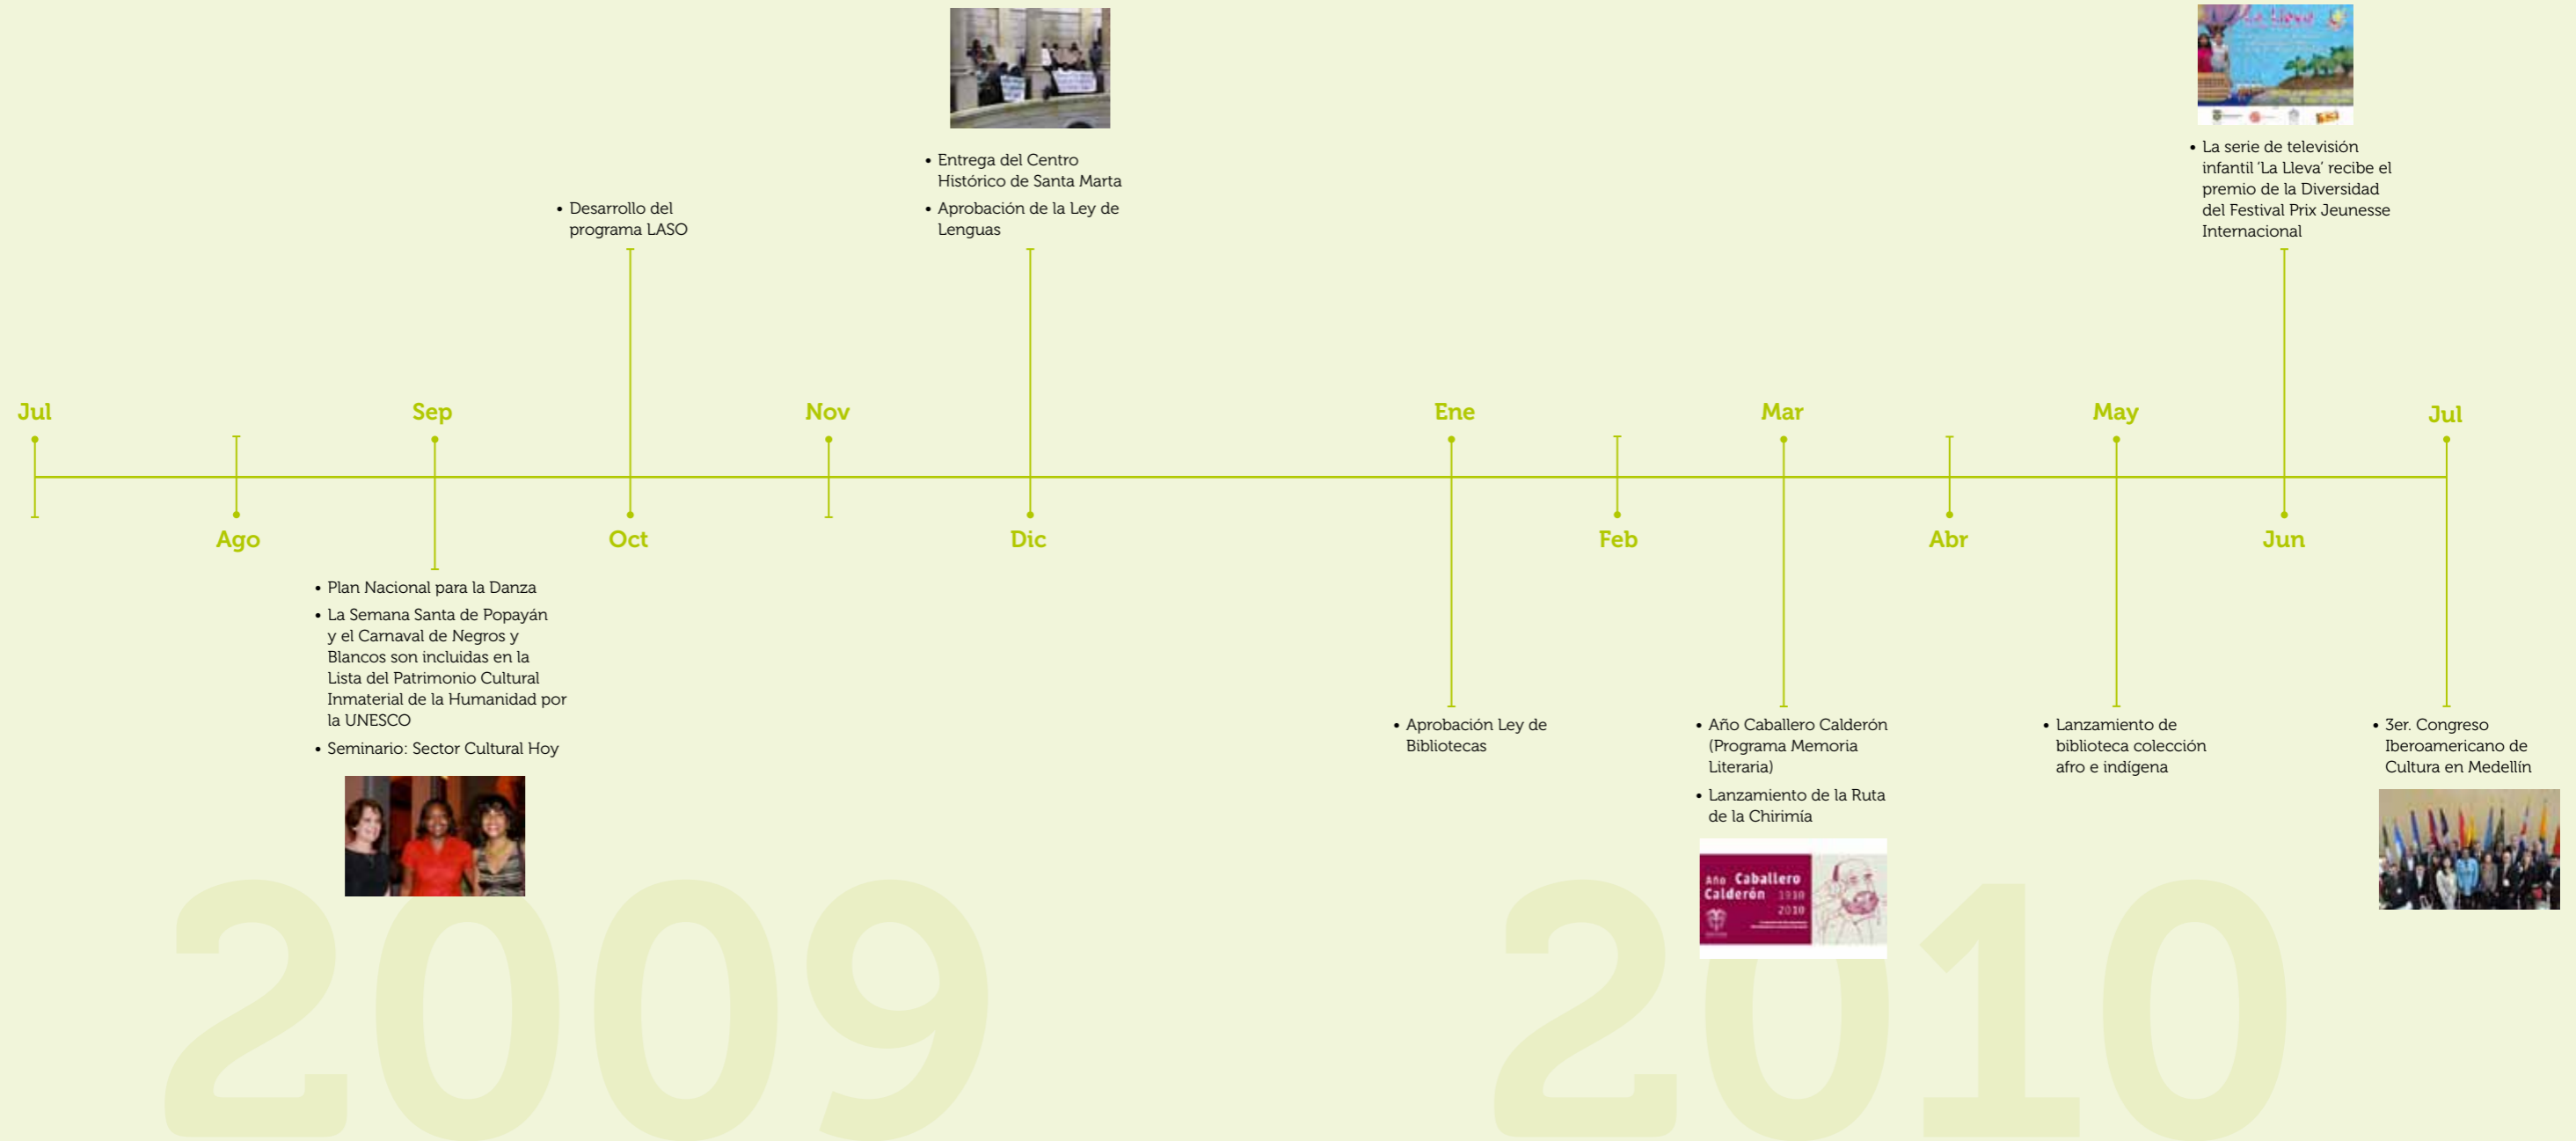 La Lleva
• Entrega del Centro
Histórico de Santa Marta
• Aprobación de la Ley de
Lenguas
• Desarrollo del
programa LASO
• La serie de televisión
infantil ‘La Lleva’ recibe el
premio de la Diversidad
del Festival Prix Jeunesse
Internacional
Jul
Sep
Nov
Ene
Mar
May
Jul
Ago
Oct
Dic
Feb
Abr
Jun
• Plan Nacional para la Danza
• La Semana Santa de Popayán
y el Carnaval de Negros y
Blancos son incluidas en la
Lista del Patrimonio Cultural
Inmaterial de la Humanidad por
la UNESCO
• Seminario: Sector Cultural Hoy
• Aprobación Ley de
Bibliotecas
• Año Caballero Calderón
(Programa Memoria
Literaria)
• Lanzamiento de la Ruta
de la Chirimía
• Lanzamiento de
biblioteca colección
afro e indígena
• 3er. Congreso
Iberoamericano de
Cultura en Medellín
Año Caballero
Calderón 1910
2010
2009
2010